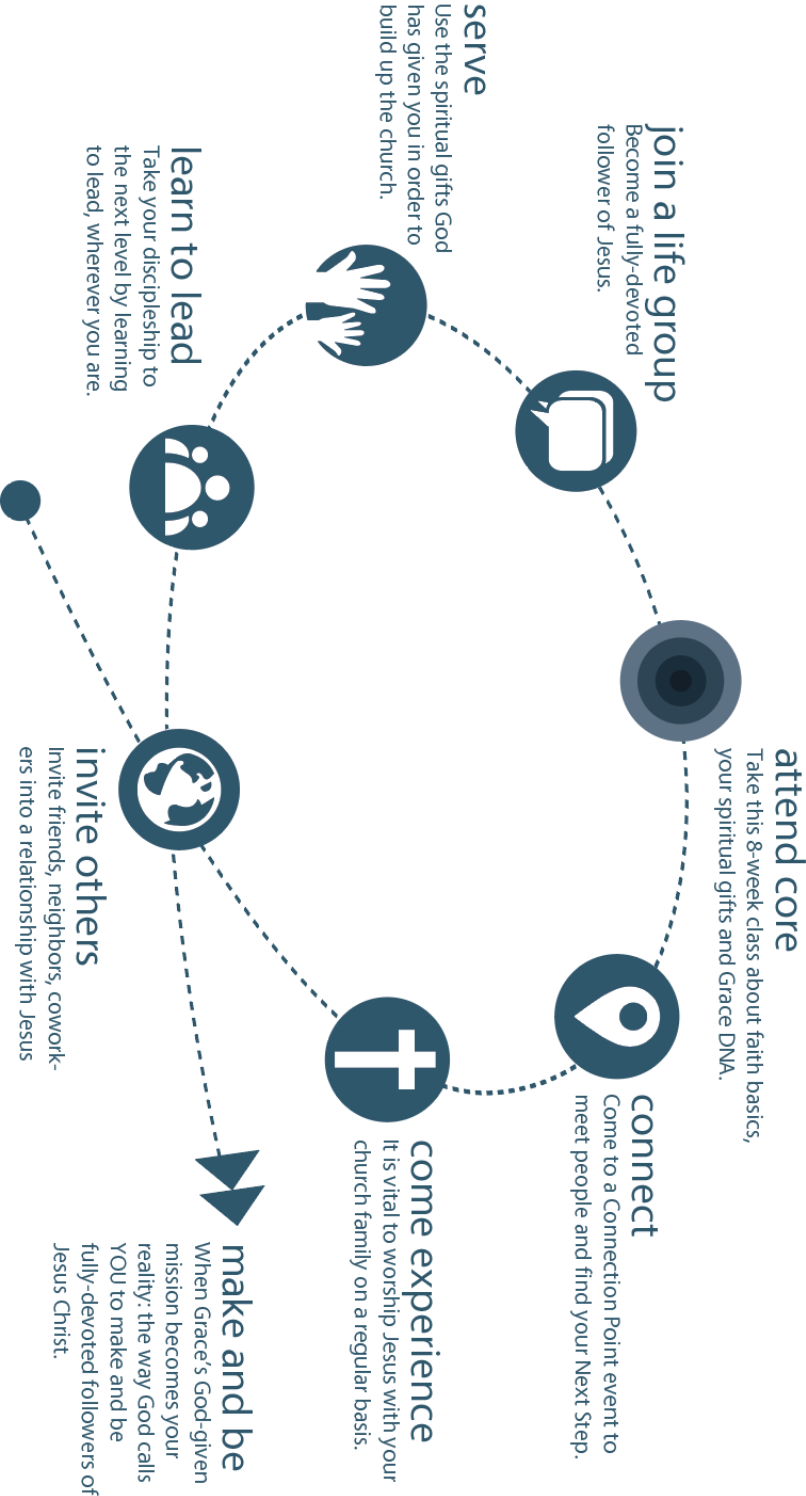 attend core
Take this 8-week class about faith basics,
your spiritual gifts and Grace DNA.
join a life group
Become a fully-devoted
follower of Jesus.
connect
Come to a Connection Point event to
meet people and find your Next Step.
serve
Use the spiritual gifts God
has given you in order to
build up the church.
come experience
It is vital to worship Jesus with your
church family on a regular basis.
learn to lead
Take your discipleship to
the next level by learning
to lead, wherever you are.
make and be
When Grace’s God-given
mission becomes your
reality: the way God calls
YOU to make and be
fully-devoted followers of
Jesus Christ.
invite others
Invite friends, neighbors, cowork-
ers into a relationship with Jesus